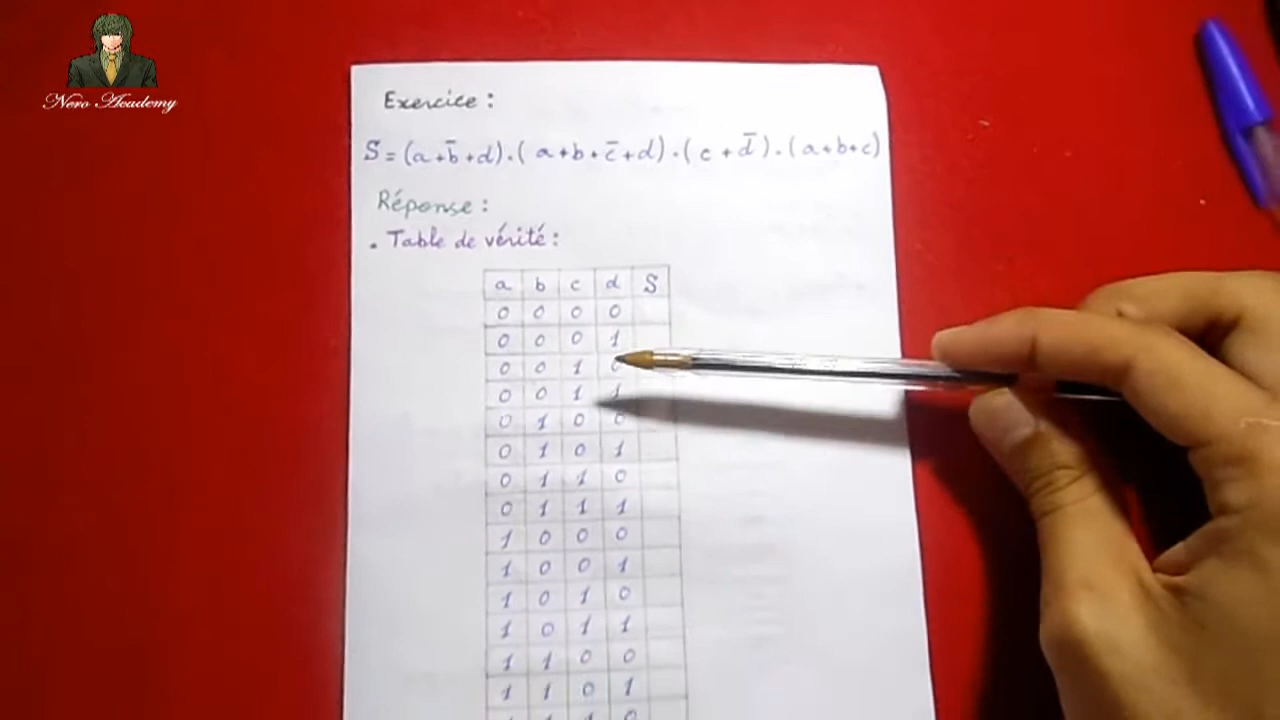 Nero Academy
Exercice :
S = (a+b̅+d).(a+b+c̅+d).(c+d̅).(a+b+c)
Réponse :
. Table de vérité :
a b c d S
0 0 0 0
0 0 0 1
0 0 1 0
0 0 1 1
0 1 0 0
0 1 0 1
0 1 1 0
0 1 1 1
1 0 0 0
1 0 0 1
1 0 1 0
1 0 1 1
1 1 0 0
1 1 0 1